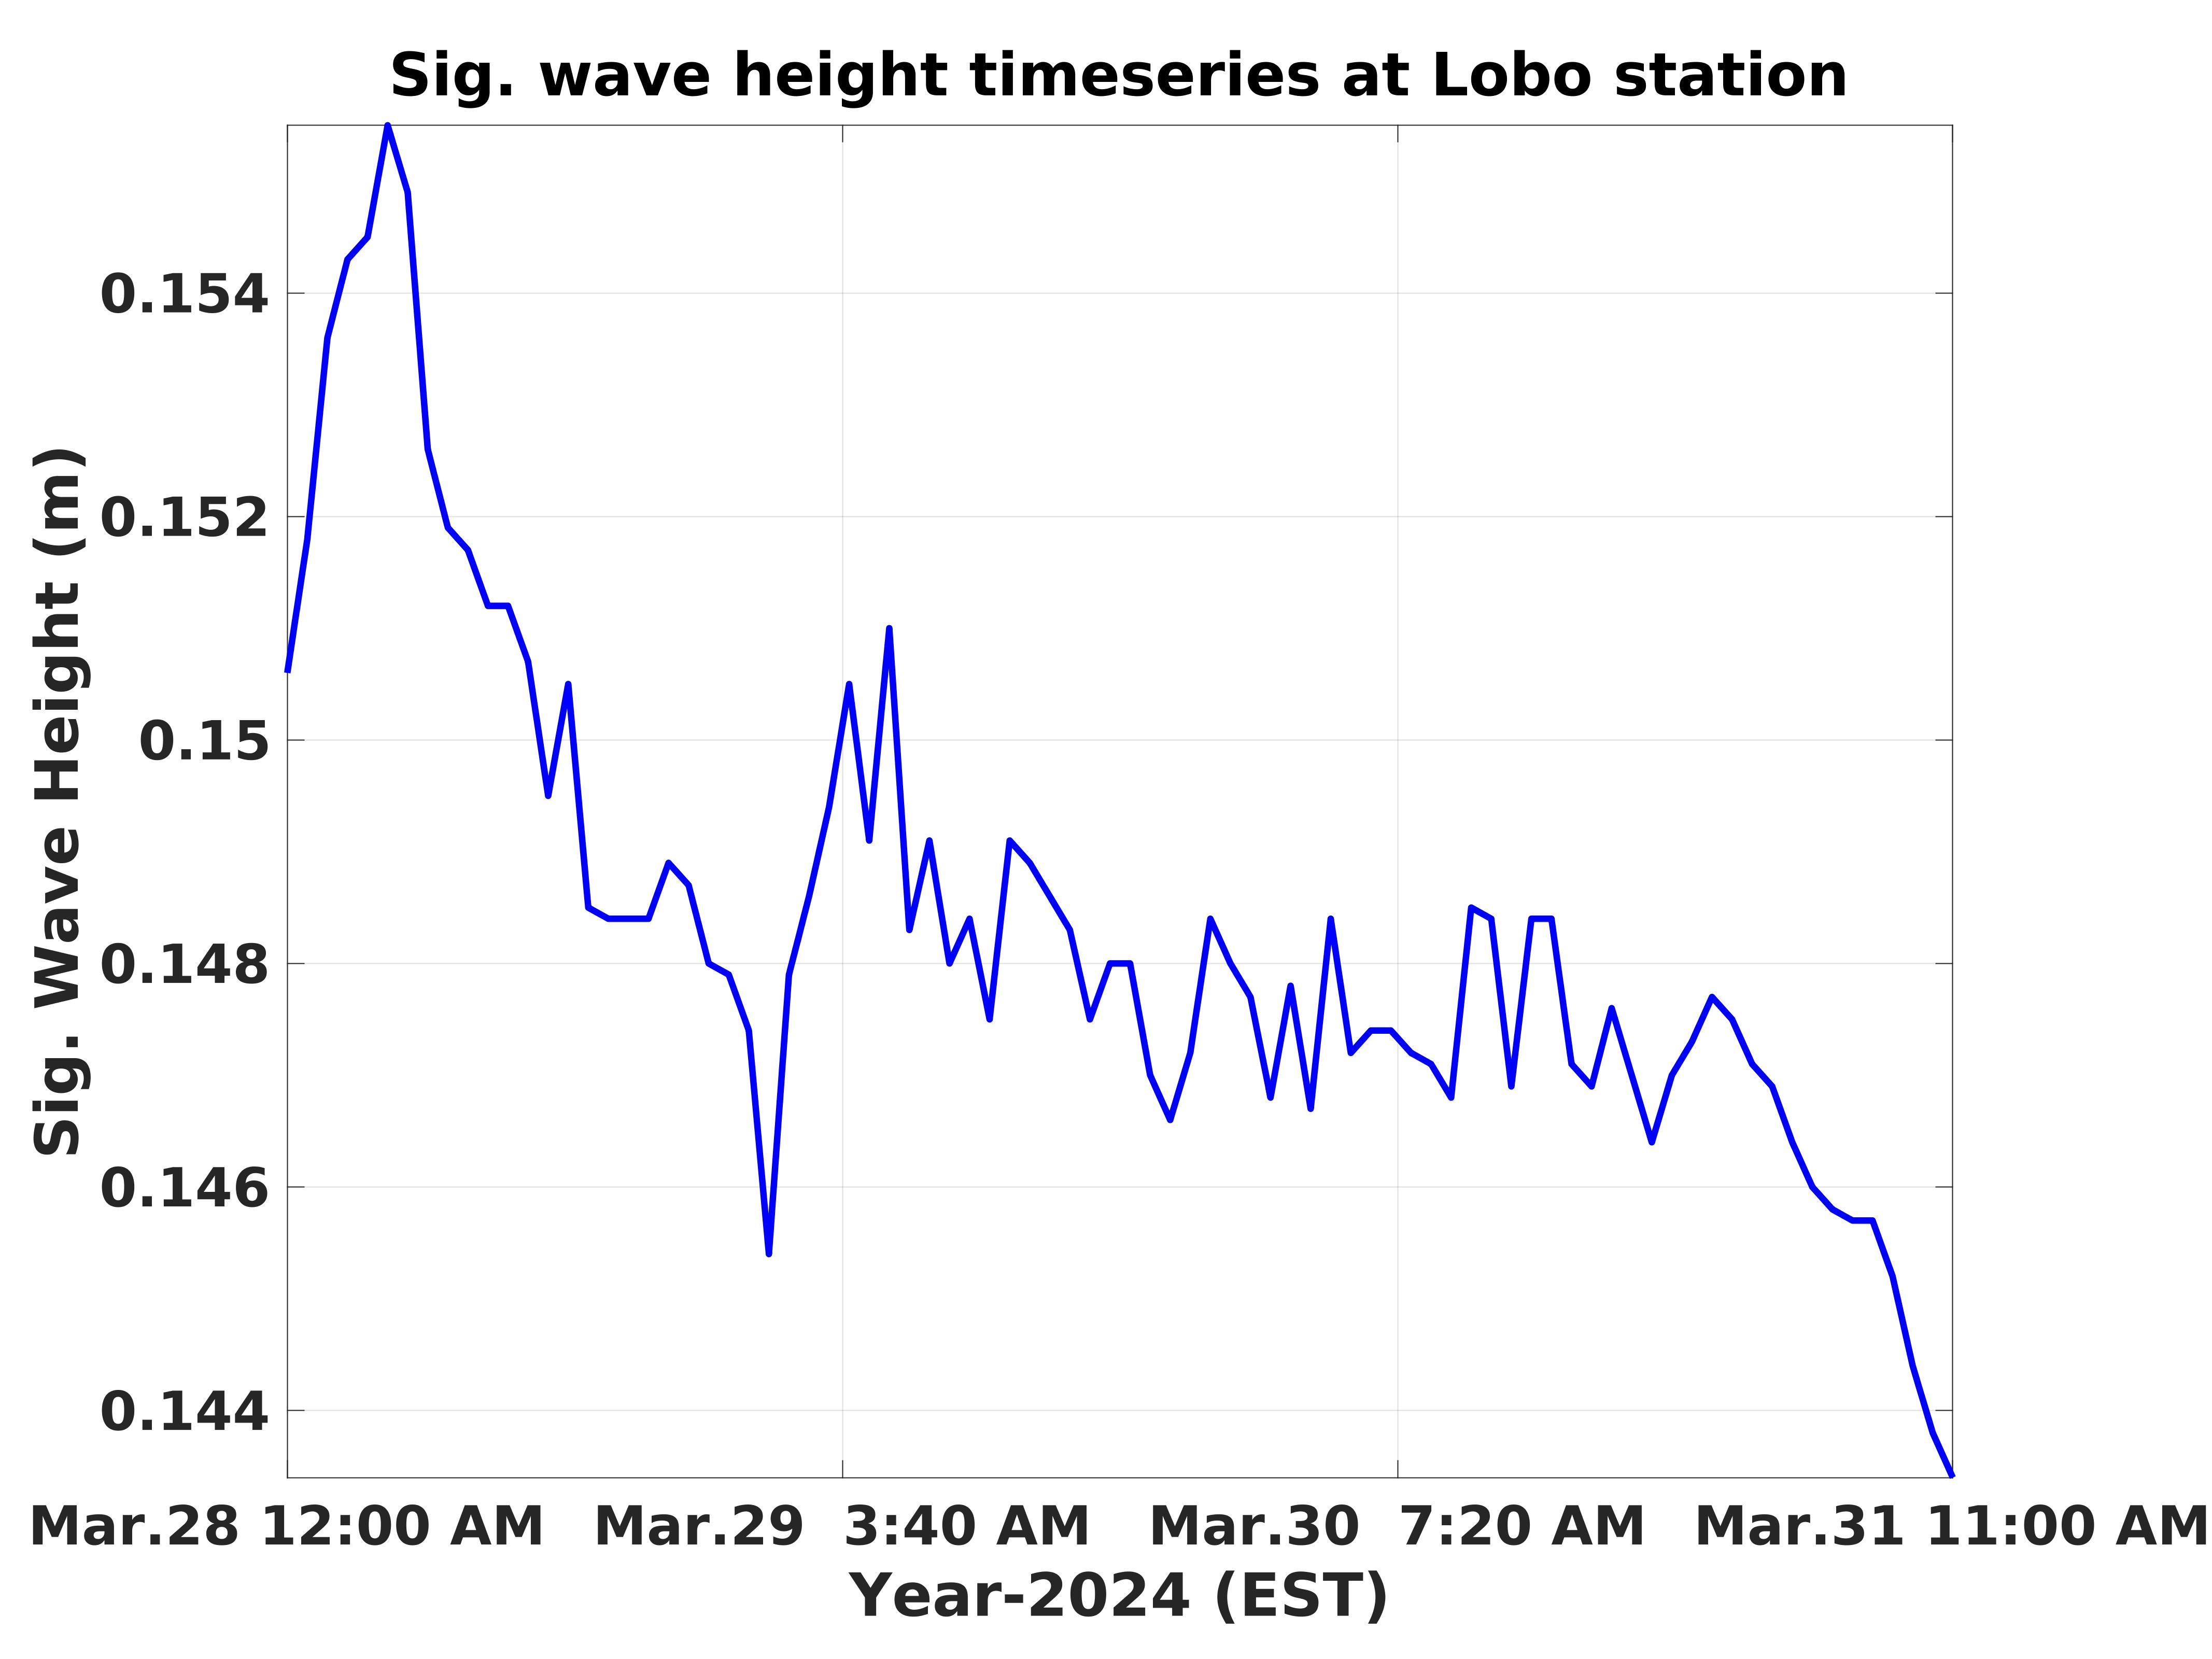 Sig. wave height timeseries at Lobo station
Sig. Wave Height (m)
0.154
0.152
0.15
0.148
0.146
0.144
Mar.28 12:00 AM Mar.29 3:40 AM Mar.30 7:20 AM Mar.31 11:00 AM
Year-2024 (EST)